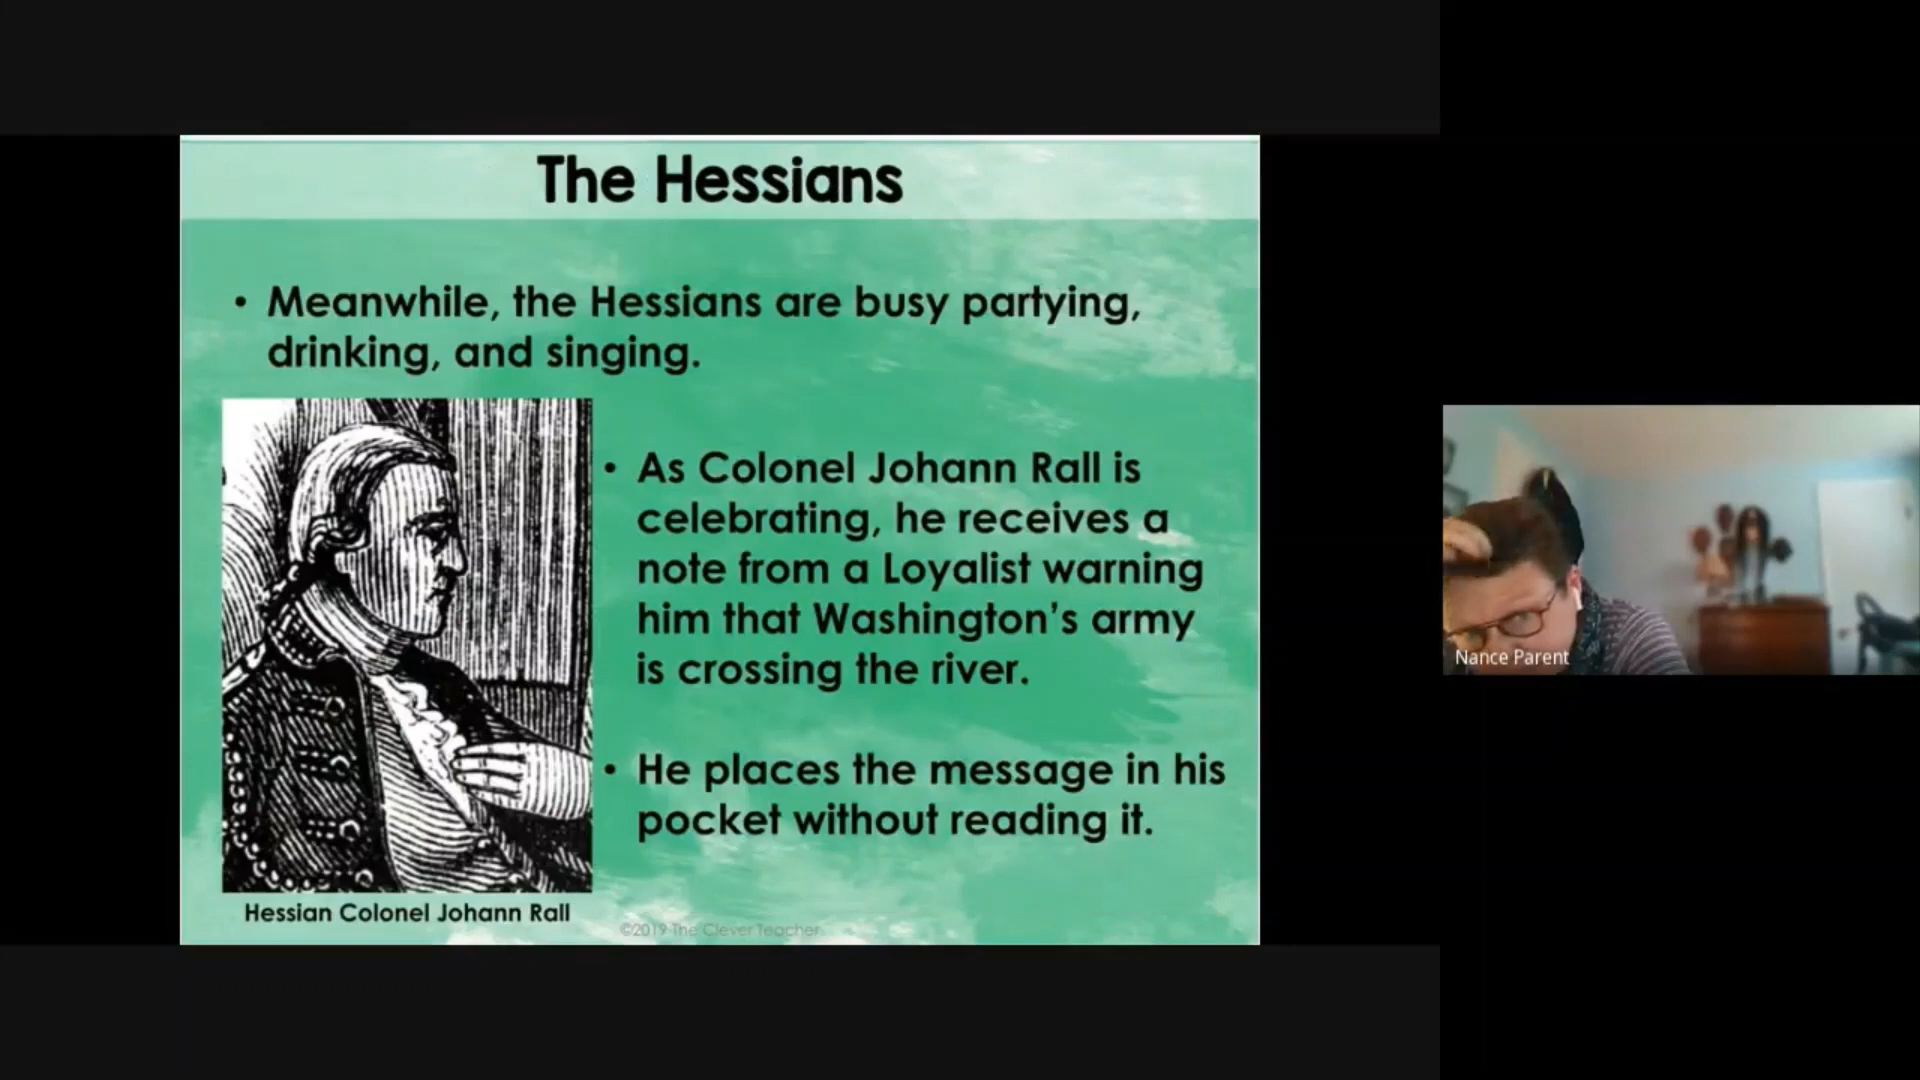 The Hessians
• Meanwhile, the Hessians are busy partying,
drinking, and singing.
• As Colonel Johann Rall is
celebrating, he receives a
note from a Loyalist warning
him that Washington's army
is crossing the river.
• He places the message in his
pocket without reading it.
Hessian Colonel Johann Rall
©2019 The Clever Teacher
Nance Parent